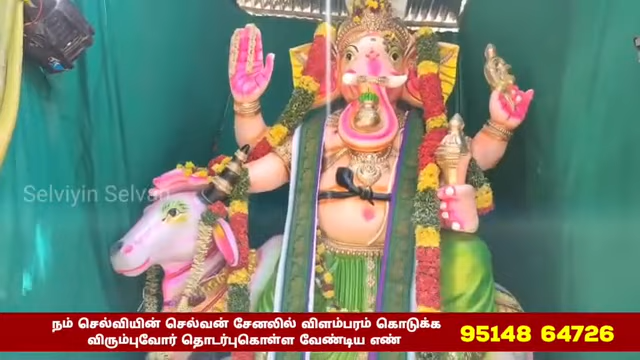 Selviyin Selvan
நம் செல்வியின் செல்வன் சேனலில் விளம்பரம் கொடுக்க
விரும்புவோர் தொடர்புகொள்ள வேண்டிய எண்
95148 64726